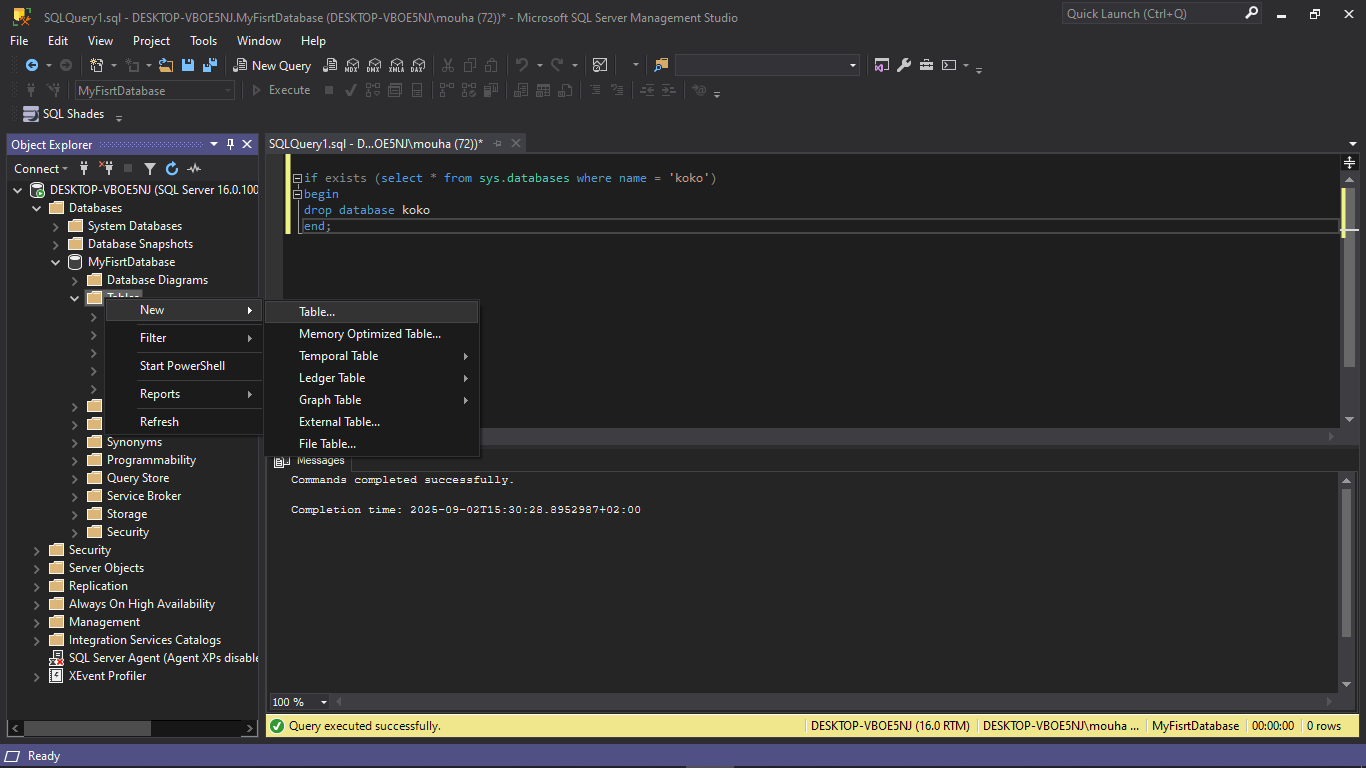 SQLQuery1.sql - DESKTOP-VBOE5NJ.MyFisrtDatabase (DESKTOP-VBOE5NJ\mouha (72))* - Microsoft SQL Server Management Studio
Quick Launch (Ctrl+Q)
File Edit View Project Tools Window Help
New Query MDX DMX XMLA DAX
MyFisrtDatabase Execute
SQL Shades
Object Explorer
SQLQuery1.sql - D...OE5NJ\mouha (72))*
Connect
DESKTOP-VBOE5NJ (SQL Server 16.0.100
Databases
System Databases
Database Snapshots
MyFisrtDatabase
Database Diagrams
Tables
Synonyms
Programmability
Query Store
Service Broker
Storage
Security
Security
Server Objects
Replication
Always On High Availability
Management
Integration Services Catalogs
SQL Server Agent (Agent XPs disable
XEvent Profiler
New
Filter
Start PowerShell
Reports
Refresh
Table...
Memory Optimized Table...
Temporal Table
Ledger Table
Graph Table
External Table...
File Table...
if exists (select * from sys.databases where name = 'koko')
begin
drop database koko
end;
Messages
Commands completed successfully.
Completion time: 2025-09-02T15:30:28.8952987+02:00
100 %
Query executed successfully. DESKTOP-VBOE5NJ (16.0 RTM) DESKTOP-VBOE5NJ\mouha ... MyFisrtDatabase 00:00:00 0 rows
Ready